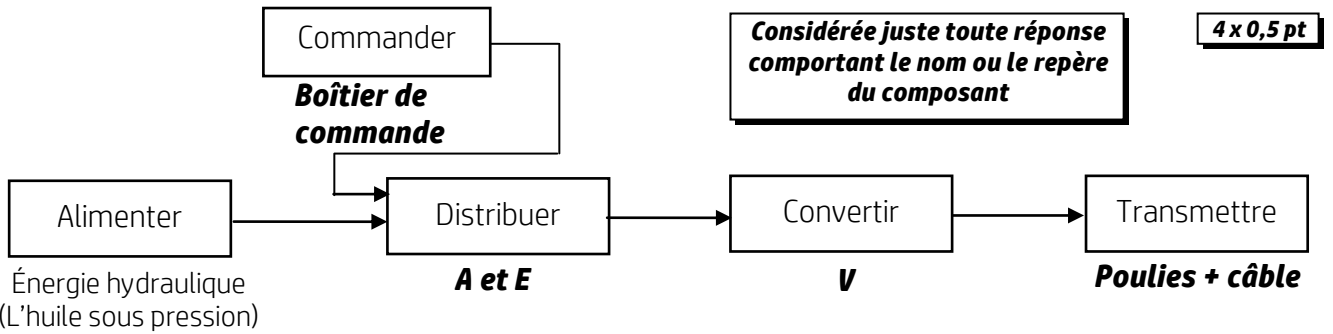 Commander
Considérée juste toute réponse
comportant le nom ou le repère
du composant
4 x 0,5 pt
Boîtier de
commande
Alimenter
Distribuer
Convertir
Transmettre
Énergie hydraulique
(L'huile sous pression)
A et E
V
Poulies + câble